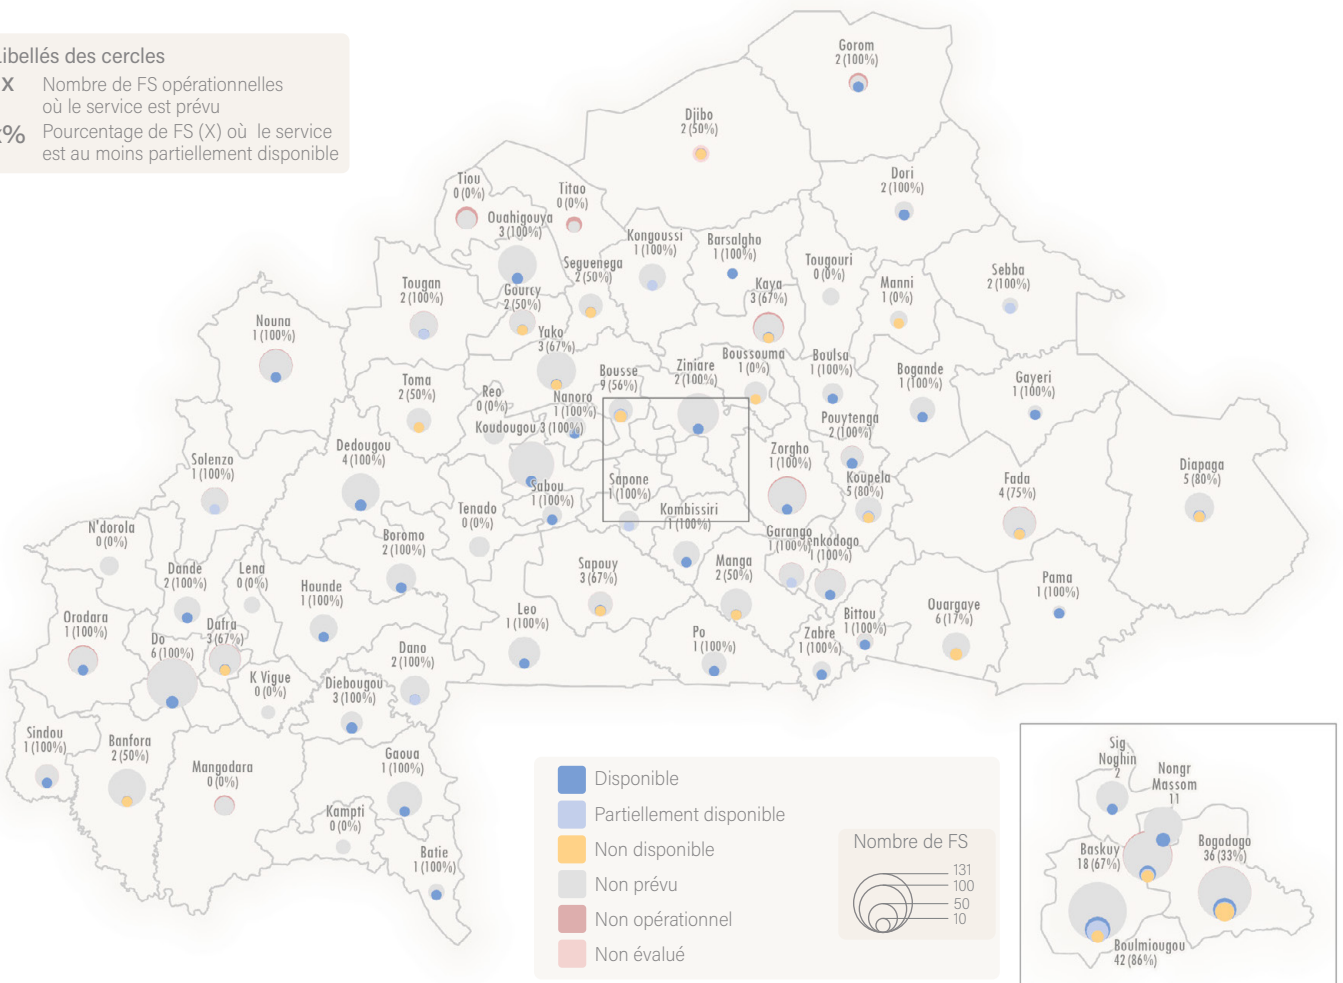 Libellés des cercles
X Nombre de FS opérationnelles
où le service est prévu
% Pourcentage de FS (X) où le service
est au moins partiellement disponible
Gorom
2 (100%)
Djibo
2 (50%)
Dori
2 (100%)
Tiou
0 (0%)
Titao
0 (0%)
Ouahigouya
3 (100%)
Kongoussi
1 (100%)
Barsalgho
1 (100%)
Seguenega
2 (50%)
Tougouri
0 (0%)
Sebba
2 (100%)
Tougan
2 (100%)
Gourcy
2 (50%)
Kaya
3 (67%)
Manni
1 (0%)
Nouna
1 (100%)
Yako
3 (67%)
Ziniare
2 (100%)
Boussouma
1 (0%)
Boulsa
1 (100%)
Bogande
1 (100%)
Gayeri
1 (100%)
Toma
2 (50%)
Reo
0 (0%)
Bousse
9 (56%)
Nanoro
1 (100%)
Koudougou 3 (100%)
Pouytenga
2 (100%)
Dedougou
4 (100%)
Solenzo
1 (100%)
Zorgho
1 (100%)
Koupela
5 (80%)
Fada
4 (75%)
Diapaga
5 (80%)
Sabou
1 (100%)
Sapone
1 (100%)
Tenado
0 (0%)
Kombissiri
1 (100%)
N'dorola
0 (0%)
Boromo
2 (100%)
Garango
1 (100%)
Tenkodogo
1 (100%)
Dande
2 (100%)
Lena
0 (0%)
Hounde
1 (100%)
Sapouy
3 (67%)
Manga
2 (50%)
Pama
1 (100%)
Orodara
1 (100%)
Do
6 (100%)
Dafra
3 (67%)
Leo
1 (100%)
Bittou
1 (100%)
Ouargaye
6 (17%)
Po
1 (100%)
Zabre
1 (100%)
Dano
2 (100%)
K Vigue
0 (0%)
Diebougou
3 (100%)
Sindou
1 (100%)
Banfora
2 (50%)
Mangodara
0 (0%)
Gaoua
1 (100%)
Kampti
0 (0%)
Batie
1 (100%)
Disponible
Partiellement disponible
Non disponible
Non prévu
Non opérationnel
Non évalué
Nombre de FS
131
100
50
10
Sig
Noghin
2
Nongr
Massom
11
Baskuy
18 (67%)
Bogodogo
36 (33%)
Boulmiougou
42 (86%)